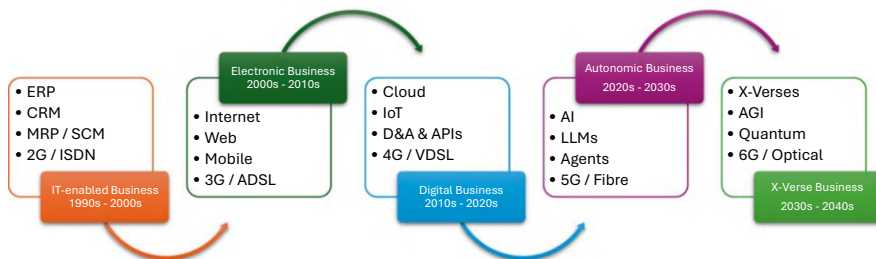 • ERP
• CRM
• MRP / SCM
• 2G / ISDN
IT-enabled Business
1990s - 2000s
Electronic Business
2000s - 2010s
• Internet
• Web
• Mobile
• 3G / ADSL
• Cloud
• IoT
• D&A & APIs
• 4G / VDSL
Digital Business
2010s - 2020s
Autonomic Business
2020s - 2030s
• AI
• LLMs
• Agents
• 5G / Fibre
• X-Verses
• AGI
• Quantum
• 6G / Optical
X-Verse Business
2030s - 2040s